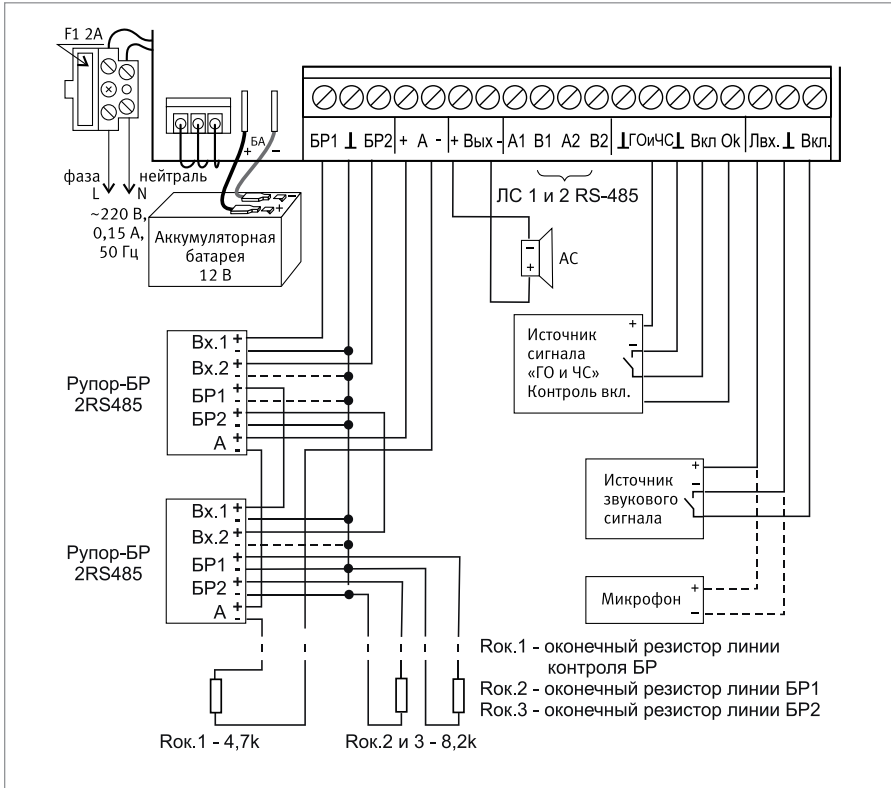 F1 2A
БА
+ −
фаза
L
нейтраль
N
~220 В,
0,15 А,
50 Гц
− +
Аккумуляторная
батарея
12 В
БР1 ⊥ БР2 + А - + Вых - А1 В1 А2 В2 ⊥ ГОиЧС ⊥ Вкл Ok Лвх. ⊥ Вкл.
ЛС 1 и 2 RS-485
−
+
АС
Источник
сигнала
«ГО и ЧС»
Контроль вкл.
+
−
Рупор-БР
2RS485
Вх.1 + -
Вх.2 + -
БР1 + -
БР2 + -
А + -
Источник
звукового
сигнала
+
−
Рупор-БР
2RS485
Вх.1 + -
Вх.2 + -
БР1 + -
БР2 + -
А + -
Микрофон
+
−
Rок.1 - оконечный резистор линии
контроля БР
Rок.2 - оконечный резистор линии БР1
Rок.3 - оконечный резистор линии БР2
Rок.1 - 4,7k
Rок.2 и 3 - 8,2k